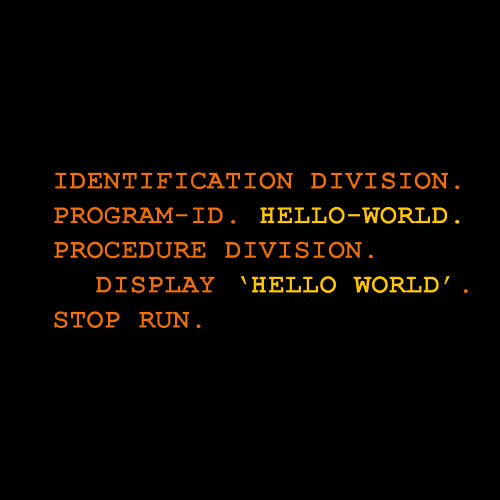 IDENTIFICATION DIVISION.
PROGRAM-ID. HELLO-WORLD.
PROCEDURE DIVISION.
DISPLAY ‘HELLO WORLD’.
STOP RUN.